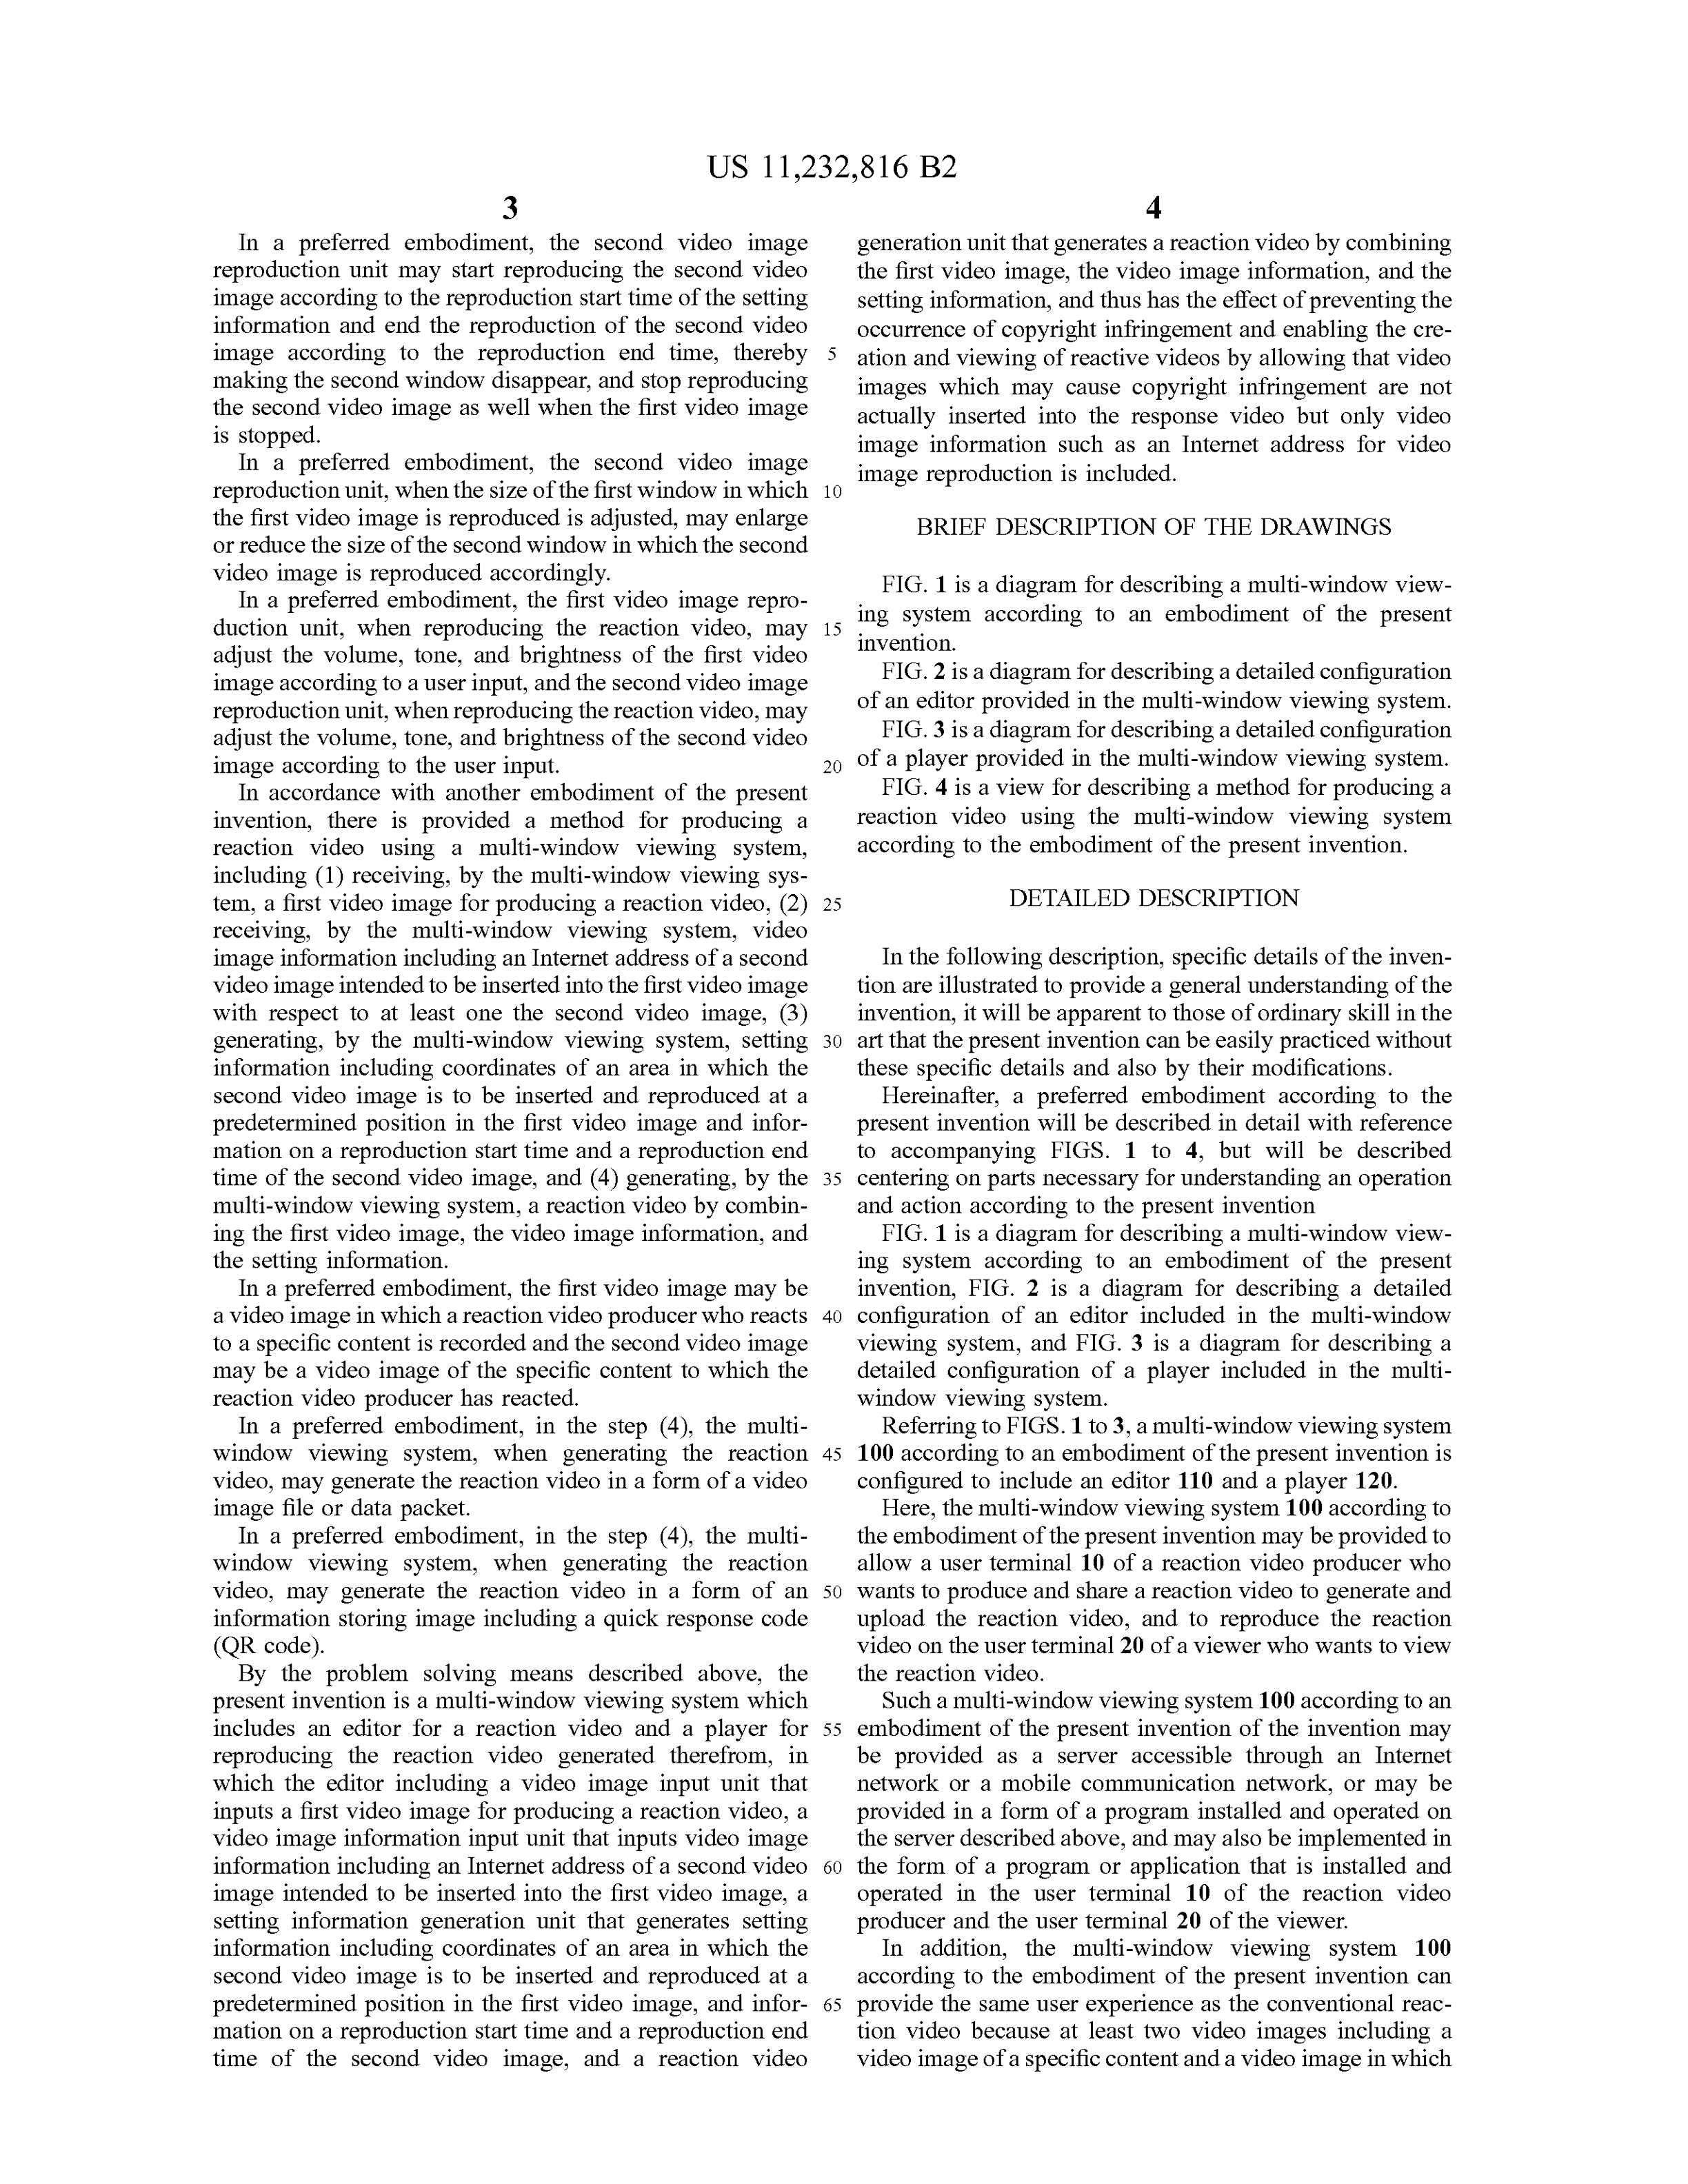 US 11,232,816 B2
3
In a preferred embodiment, the second video image
reproduction unit may start reproducing the second video
image according to the reproduction start time of the setting
information and end the reproduction of the second video
image according to the reproduction end time, thereby
making the second window disappear, and stop reproducing
the second video image as well when the first video image
is stopped.
In a preferred embodiment, the second video image
reproduction unit, when the size of the first window in which
the first video image is reproduced is adjusted, may enlarge
or reduce the size of the second window in which the second
video image is reproduced accordingly.
In a preferred embodiment, the first video image repro-
duction unit, when reproducing the reaction video, may
adjust the volume, tone, and brightness of the first video
image according to a user input, and the second video image
reproduction unit, when reproducing the reaction video, may
adjust the volume, tone, and brightness of the second video
image according to the user input.
In accordance with another embodiment of the present
invention, there is provided a method for producing a
reaction video using a multi-window viewing system,
including (1) receiving, by the multi-window viewing sys-
tem, a first video image for producing a reaction video, (2)
receiving, by the multi-window viewing system, video
image information including an Internet address of a second
video image intended to be inserted into the first video image
with respect to at least one the second video image, (3)
generating, by the multi-window viewing system, setting
information including coordinates of an area in which the
second video image is to be inserted and reproduced at a
predetermined position in the first video image and infor-
mation on a reproduction start time and a reproduction end
time of the second video image, and (4) generating, by the
multi-window viewing system, a reaction video by combin-
ing the first video image, the video image information, and
the setting information.
In a preferred embodiment, the first video image may be
a video image in which a reaction video producer who reacts
to a specific content is recorded and the second video image
may be a video image of the specific content to which the
reaction video producer has reacted.
In a preferred embodiment, in the step (4), the multi-
window viewing system, when generating the reaction
video, may generate the reaction video in a form of a video
image file or data packet.
In a preferred embodiment, in the step (4), the multi-
window viewing system, when generating the reaction
video, may generate the reaction video in a form of an
information storing image including a quick response code
(QR code).
By the problem solving means described above, the
present invention is a multi-window viewing system which
includes an editor for a reaction video and a player for
reproducing the reaction video generated therefrom, in
which the editor including a video image input unit that
inputs a first video image for producing a reaction video, a
video image information input unit that inputs video image
information including an Internet address of a second video
image intended to be inserted into the first video image, a
setting information generation unit that generates setting
information including coordinates of an area in which the
second video image is to be inserted and reproduced at a
predetermined position in the first video image, and infor-
mation on a reproduction start time and a reproduction end
time of the second video image, and a reaction video
5
10
15
20
25
30
35
40
45
50
55
60
65
4
generation unit that generates a reaction video by combining
the first video image, the video image information, and the
setting information, and thus has the effect of preventing the
occurrence of copyright infringement and enabling the cre-
ation and viewing of reactive videos by allowing that video
images which may cause copyright infringement are not
actually inserted into the response video but only video
image information such as an Internet address for video
image reproduction is included.
BRIEF DESCRIPTION OF THE DRAWINGS
FIG. 1 is a diagram for describing a multi-window view-
ing system according to an embodiment of the present
invention.
FIG. 2 is a diagram for describing a detailed configuration
of an editor provided in the multi-window viewing system.
FIG. 3 is a diagram for describing a detailed configuration
of a player provided in the multi-window viewing system.
FIG. 4 is a view for describing a method for producing a
reaction video using the multi-window viewing system
according to the embodiment of the present invention.
DETAILED DESCRIPTION
In the following description, specific details of the inven-
tion are illustrated to provide a general understanding of the
invention, it will be apparent to those of ordinary skill in the
art that the present invention can be easily practiced without
these specific details and also by their modifications.
Hereinafter, a preferred embodiment according to the
present invention will be described in detail with reference
to accompanying FIGS. 1 to 4, but will be described
centering on parts necessary for understanding an operation
and action according to the present invention
FIG. 1 is a diagram for describing a multi-window view-
ing system according to an embodiment of the present
invention, FIG. 2 is a diagram for describing a detailed
configuration of an editor included in the multi-window
viewing system, and FIG. 3 is a diagram for describing a
detailed configuration of a player included in the multi-
window viewing system.
Referring to FIGS. 1 to 3, a multi-window viewing system
100 according to an embodiment of the present invention is
configured to include an editor 110 and a player 120.
Here, the multi-window viewing system 100 according to
the embodiment of the present invention may be provided to
allow a user terminal 10 of a reaction video producer who
wants to produce and share a reaction video to generate and
upload the reaction video, and to reproduce the reaction
video on the user terminal 20 of a viewer who wants to view
the reaction video.
Such a multi-window viewing system 100 according to an
embodiment of the present invention of the invention may
be provided as a server accessible through an Internet
network or a mobile communication network, or may be
provided in a form of a program installed and operated on
the server described above, and may also be implemented in
the form of a program or application that is installed and
operated in the user terminal 10 of the reaction video
producer and the user terminal 20 of the viewer.
In addition, the multi-window viewing system 100
according to the embodiment of the present invention can
provide the same user experience as the conventional reac-
tion video because at least two video images including a
video image of a specific content and a video image in which